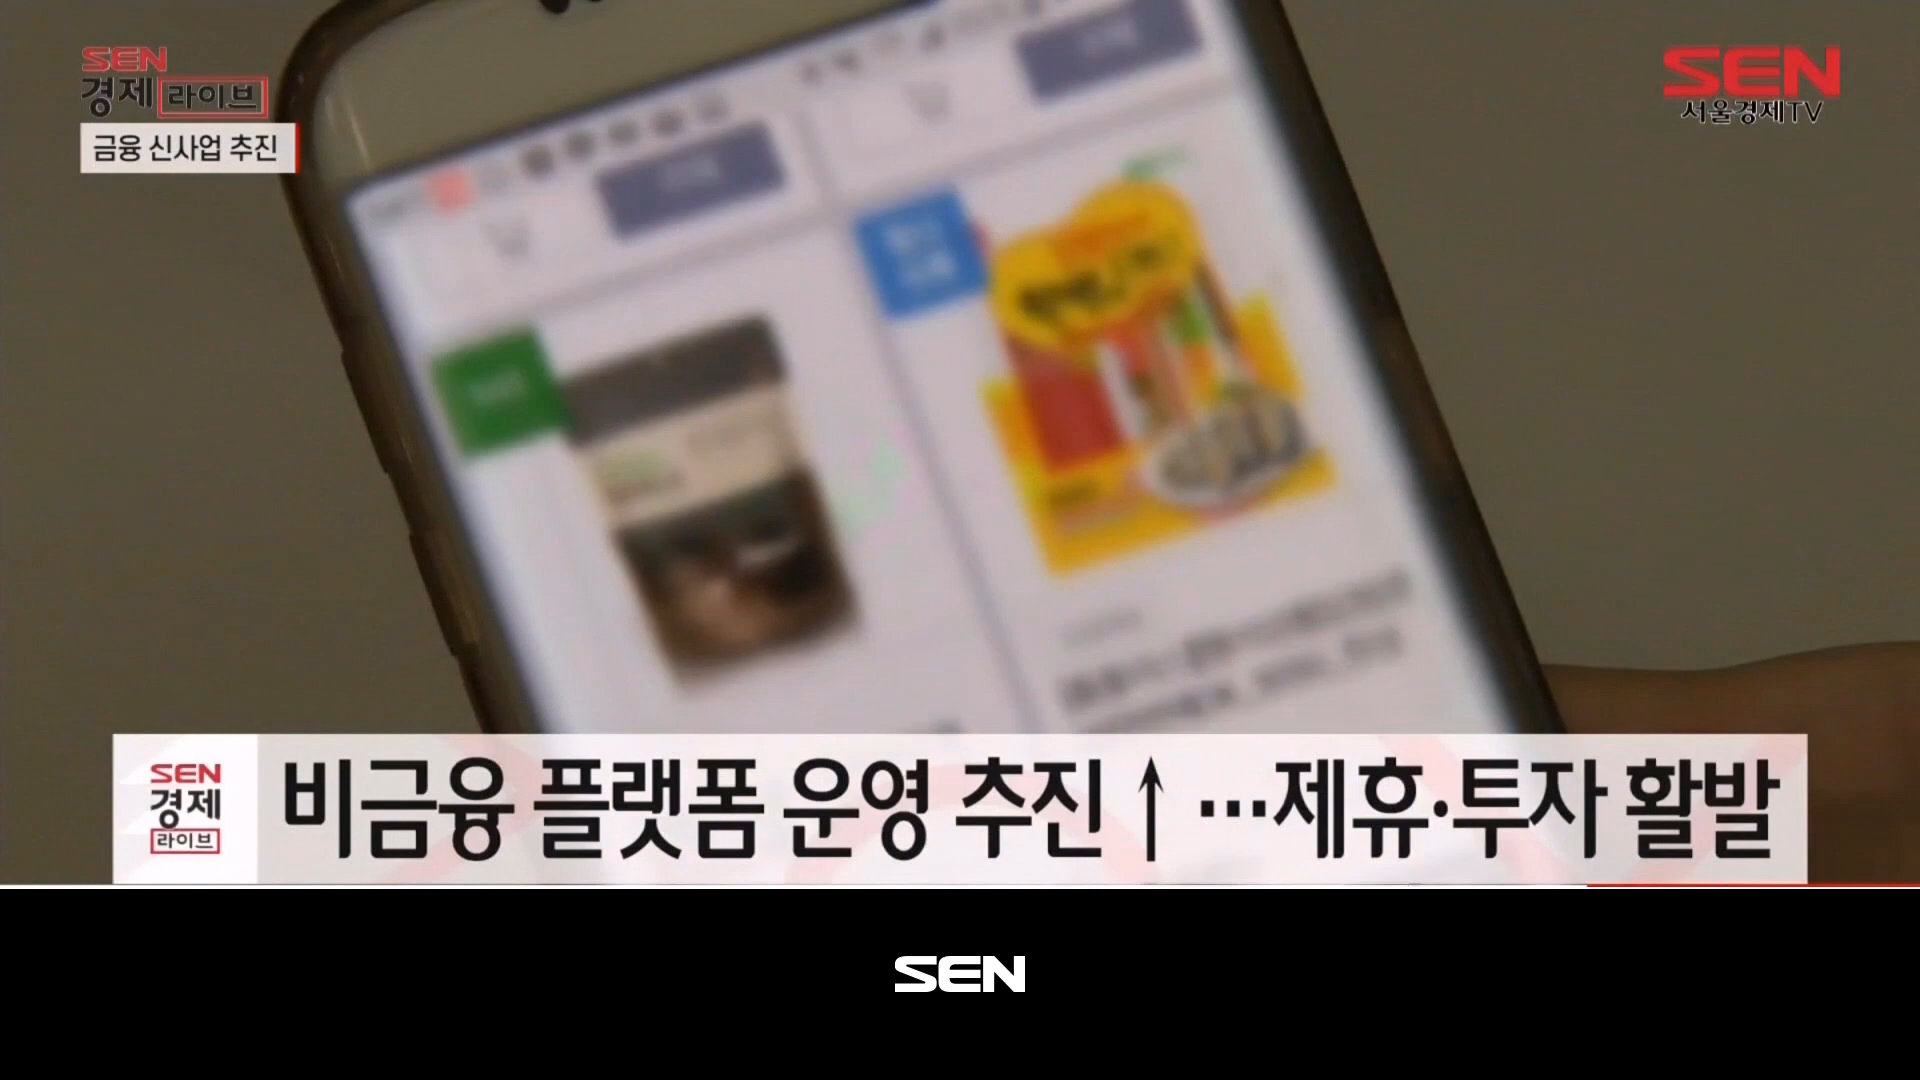 SEN
경제 라이브
금융 신사업 추진
SEN
서울경제TV
SEN
경제
라이브
비금융 플랫폼 운영 추진↑…제휴·투자 활발
SEN